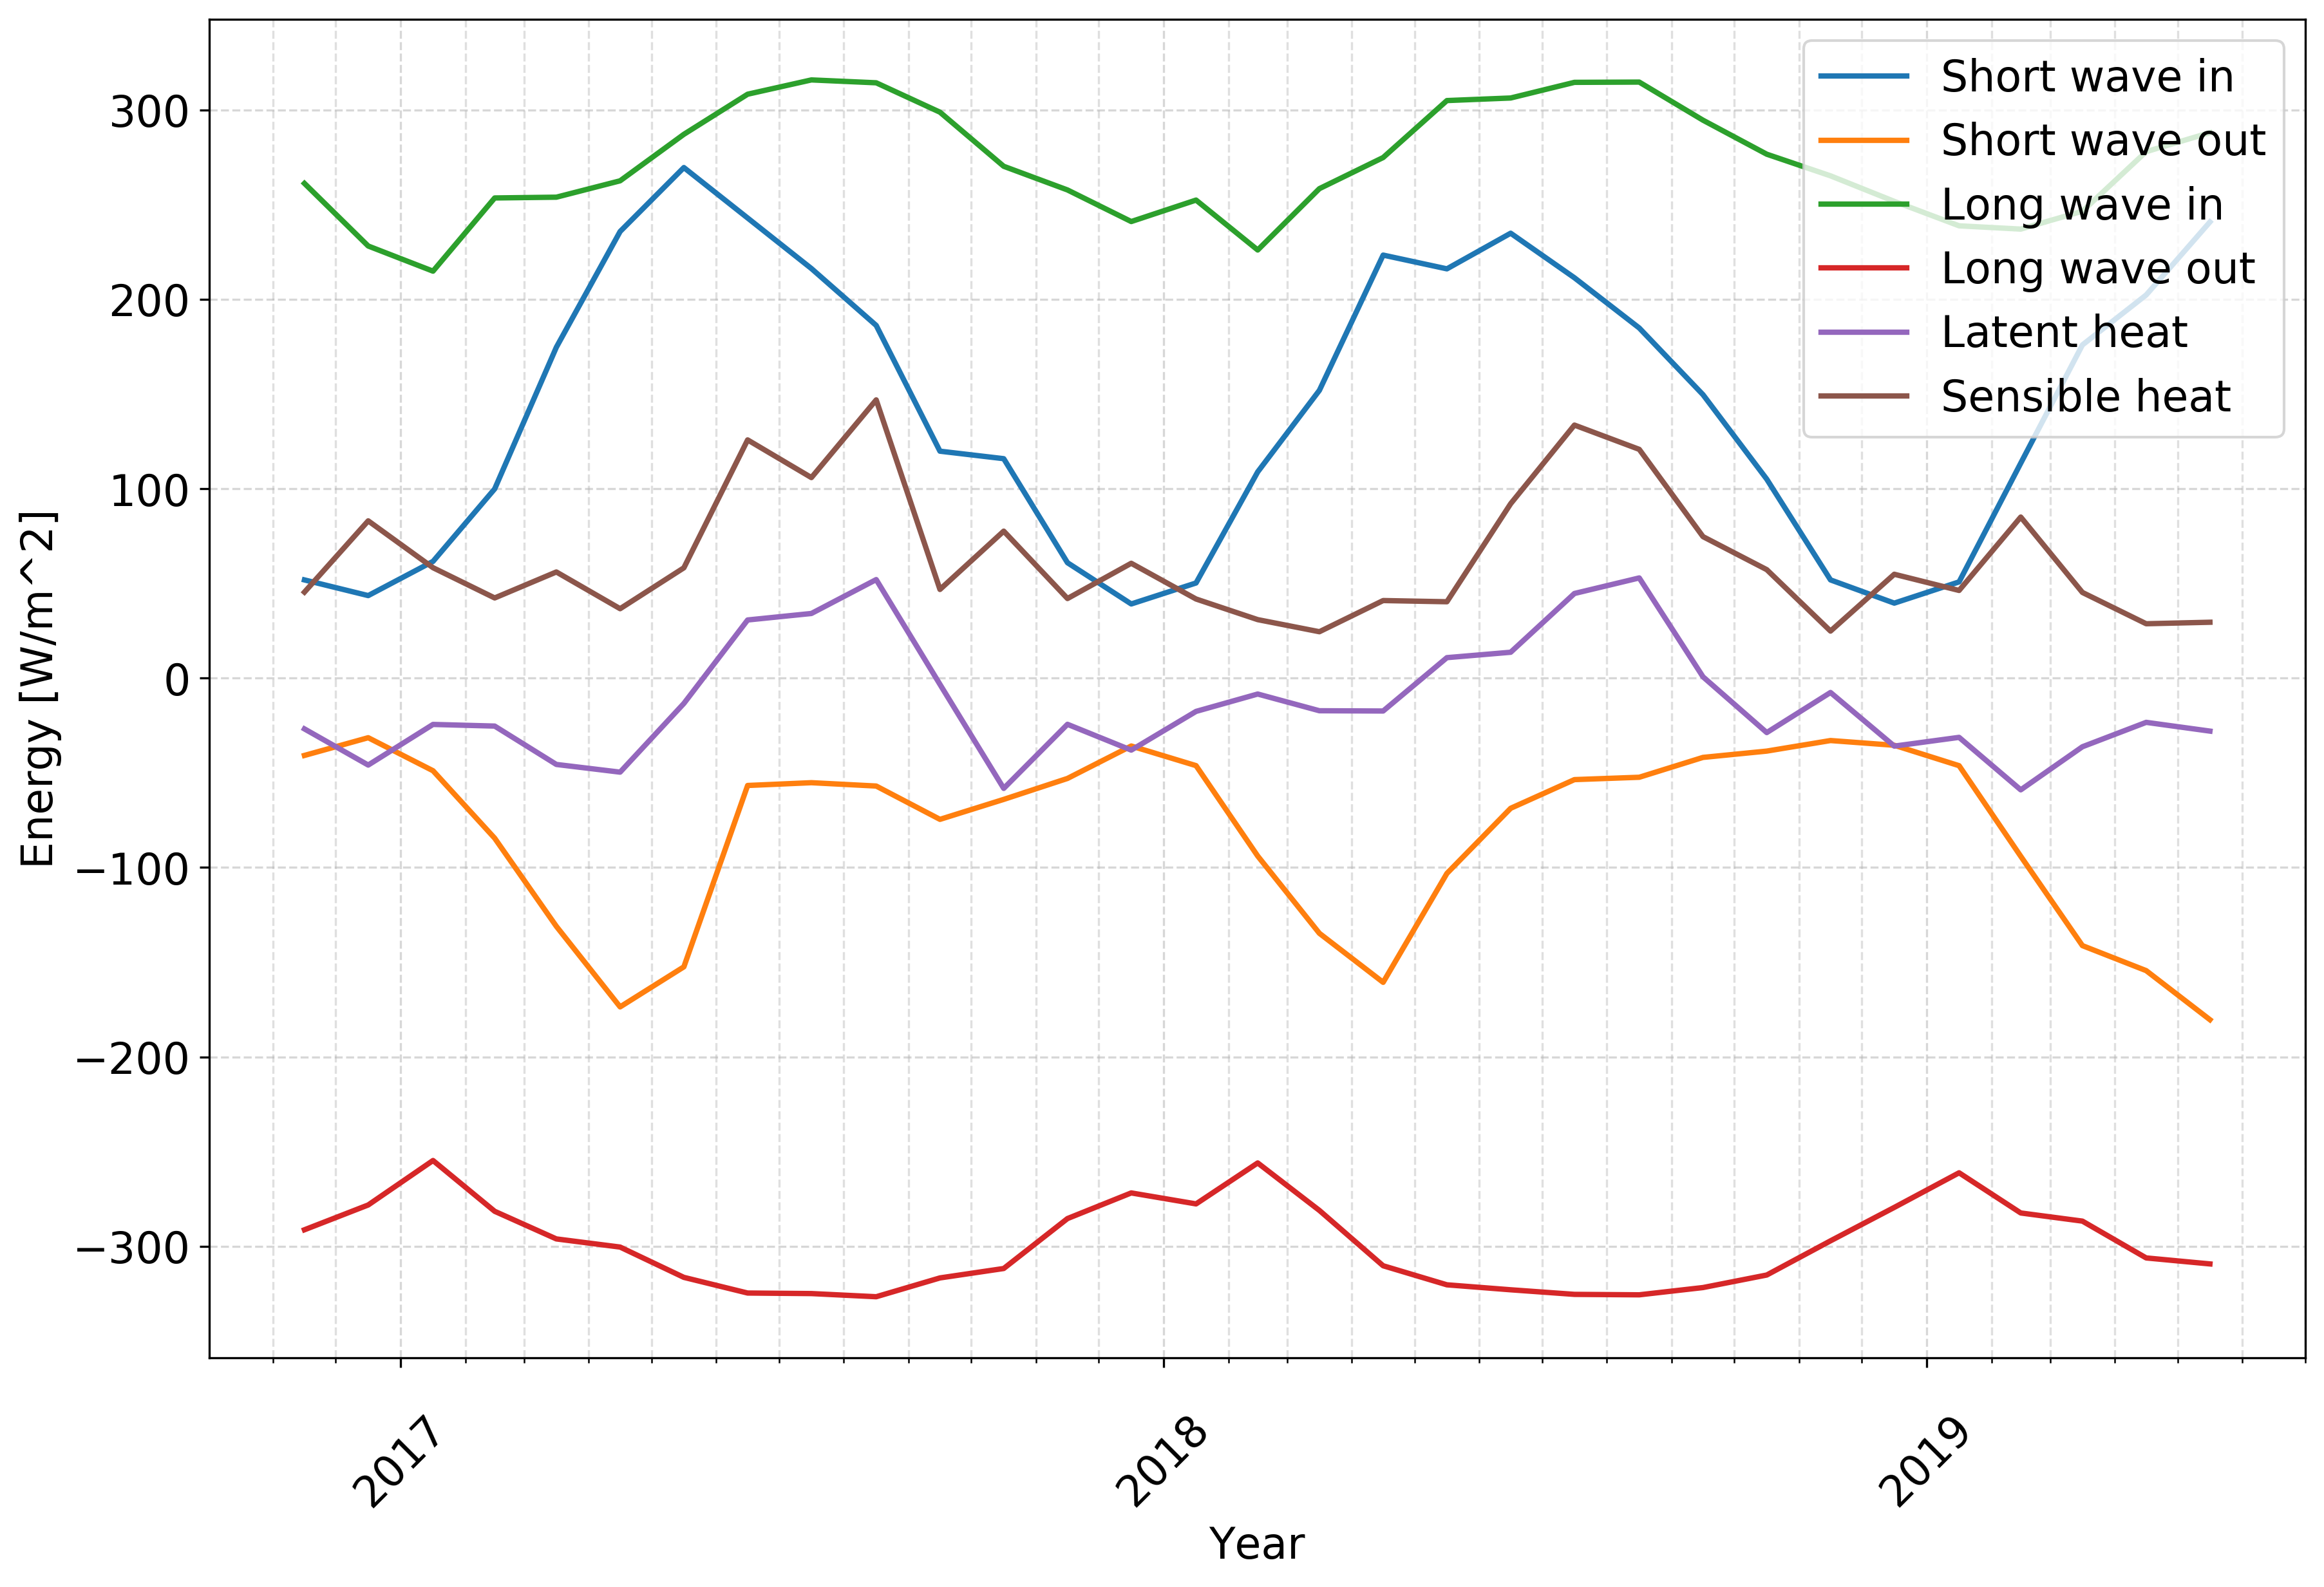 Short wave in
Short wave out
Long wave in
Long wave out
Latent heat
Sensible heat
Energy [W/m^2]
300
200
100
0
−100
−200
−300
2017
2018
2019
Year